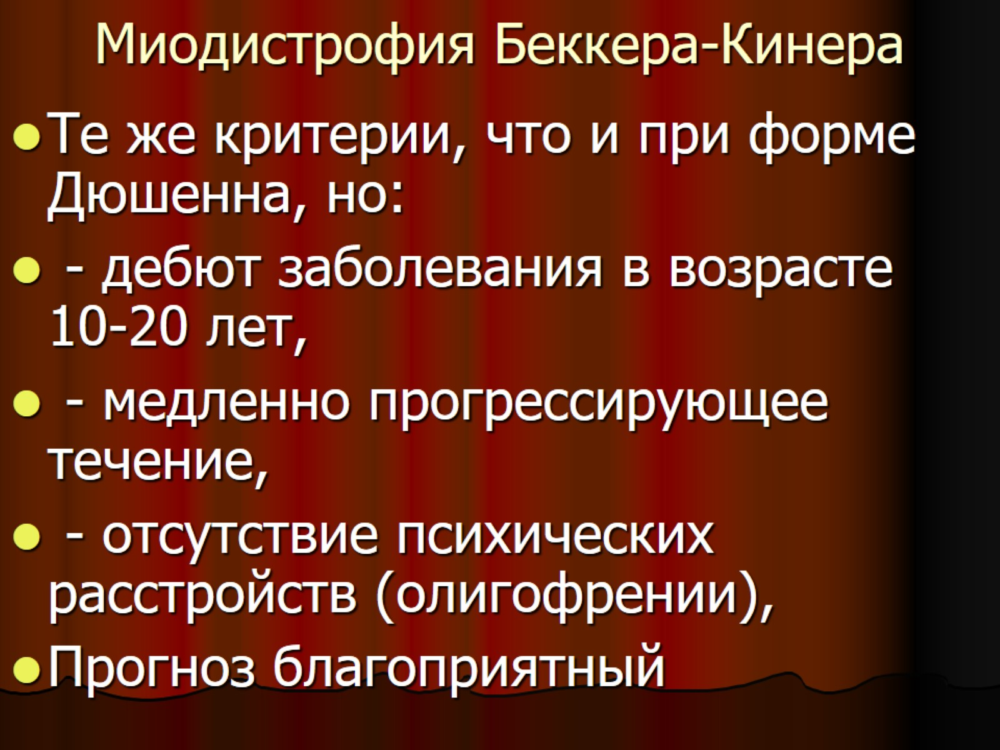 Миодистрофия Беккера-Кинера
Те же критерии, что и при форме
Дюшенна, но:
- дебют заболевания в возрасте
10-20 лет,
- медленно прогрессирующее
течение,
- отсутствие психических
расстройств (олигофрении),
Прогноз благоприятный